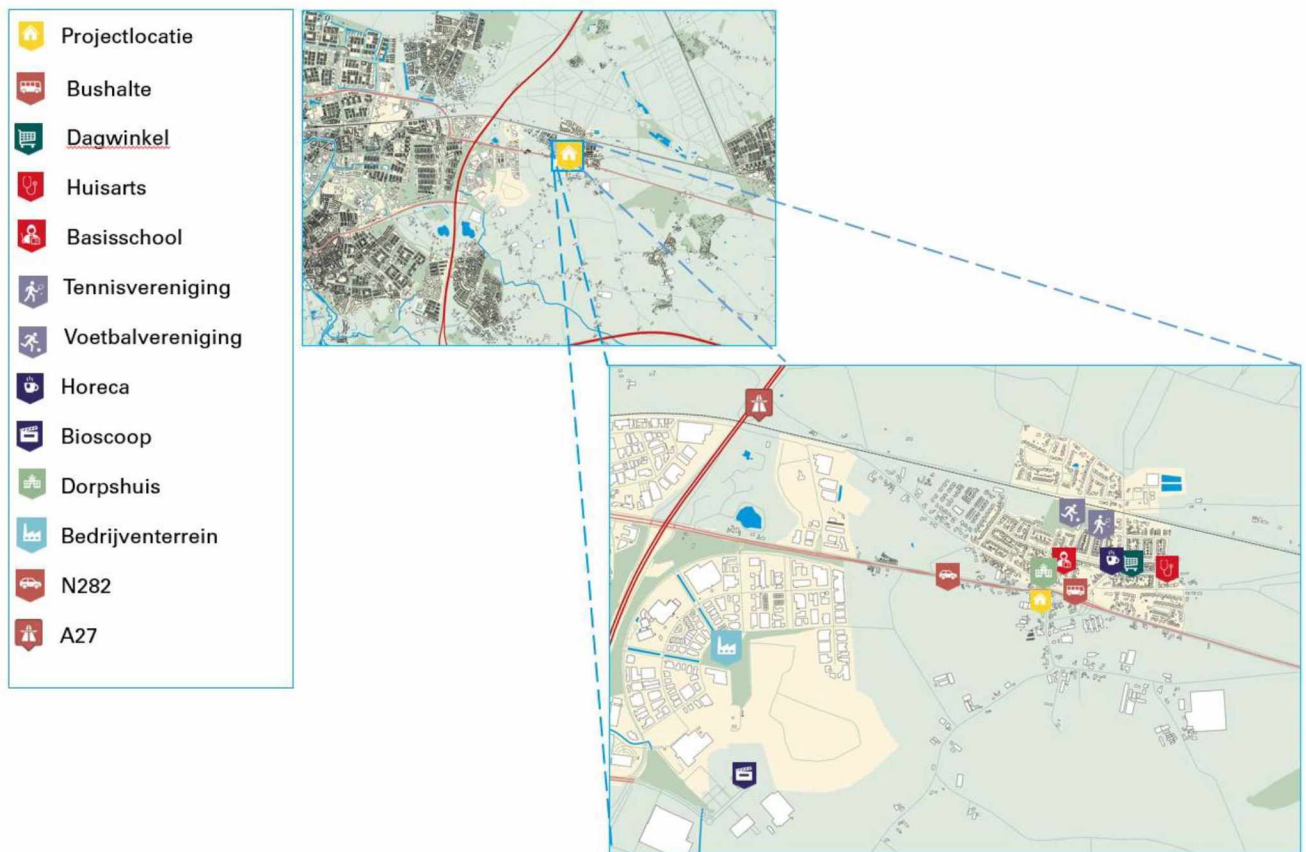 Projectlocatie
Bushalte
Dagwinkel
Huisarts
Basisschool
Tennisvereniging
Voetbalvereniging
Horeca
Bioscoop
Dorpshuis
Bedrijventerrein
N282
A27